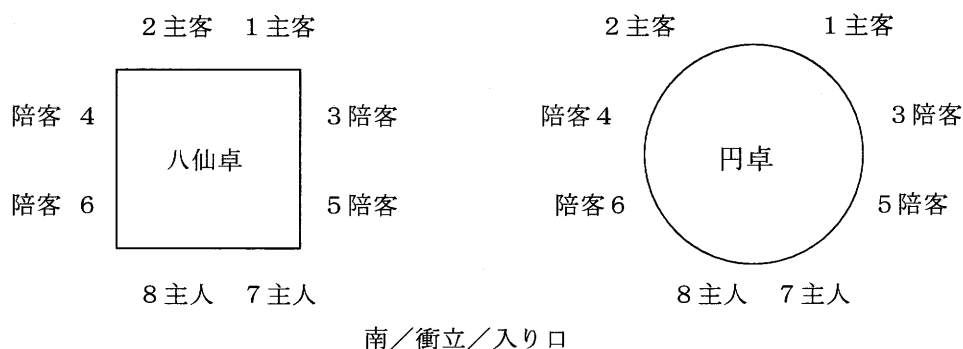 2主客 1主客 2主客 1主客
陪客 4 3陪客 陪客4 3陪客
八仙卓 円卓
陪客 6 5陪客 陪客6 5陪客
8主人 7主人 8主人 7主人
南／衝立／入り口